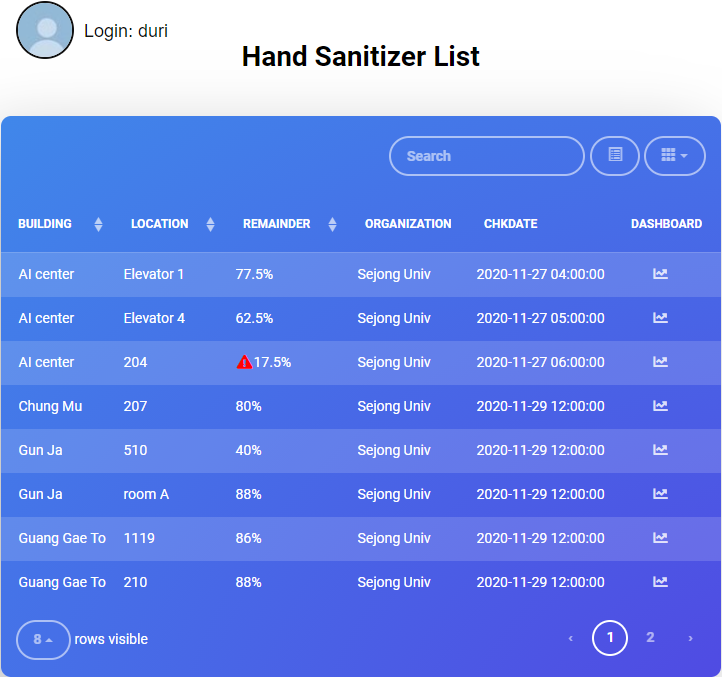 Login: duri
Hand Sanitizer List
Search
BUILDING LOCATION REMAINDER ORGANIZATION CHKDATE DASHBOARD
AI center Elevator 1 77.5% Sejong Univ 2020-11-27 04:00:00
AI center Elevator 4 62.5% Sejong Univ 2020-11-27 05:00:00
AI center 204 17.5% Sejong Univ 2020-11-27 06:00:00
Chung Mu 207 80% Sejong Univ 2020-11-29 12:00:00
Gun Ja 510 40% Sejong Univ 2020-11-29 12:00:00
Gun Ja room A 88% Sejong Univ 2020-11-29 12:00:00
Guang Gae To 1119 86% Sejong Univ 2020-11-29 12:00:00
Guang Gae To 210 88% Sejong Univ 2020-11-29 12:00:00
8 rows visible ‹ 1 2 ›